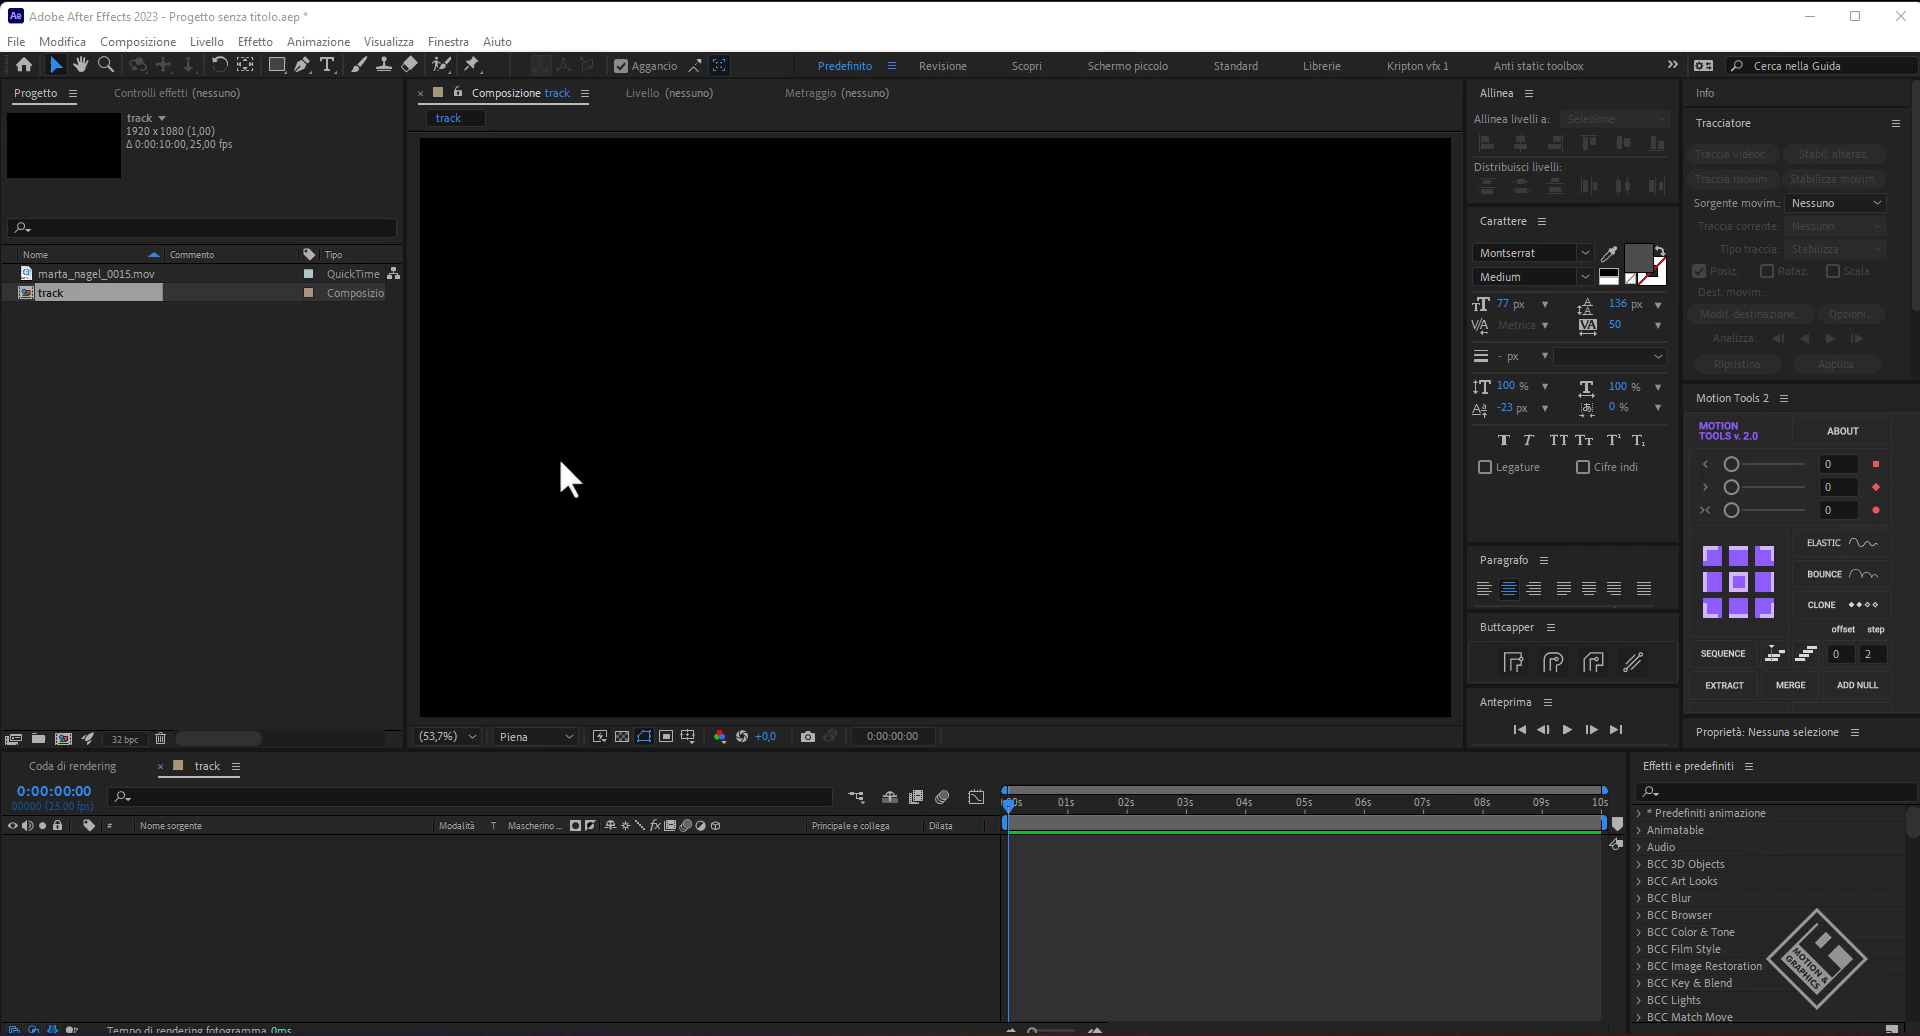 Adobe After Effects 2023 - Progetto senza titolo.aep *
File Modifica Composizione Livello Effetto Animazione Visualizza Finestra Aiuto
Aggancio
Predefinito Revisione Scopri Schermo piccolo Standard Librerie Kripton vfx 1 Anti static toolbox
Cerca nella Guida
Progetto Controlli effetti (nessuno)
track
1920 x 1080 (1,00)
Δ 0:00:10:00, 25,00 fps
Nome Commento Tipo
marta_nagel_0015.mov QuickTime
track Composizio
32 bpc
Composizione track Livello (nessuno) Metraggio (nessuno)
track
(53,7%) Piena +0,0 0:00:00:00
Allinea
Allinea livelli a: Selezione
Distribuisci livelli:
Carattere
Montserrat
Medium
77 px 136 px
Metrica 50
- px
100 % 100 %
-23 px 0 %
Legature Cifre indi
Paragrafo
Buttcapper
Anteprima
Info
Tracciatore
Traccia videoc. Stabil. alteraz.
Traccia movim. Stabilizza movim.
Sorgente movim.: Nessuno
Traccia corrente: Nessuno
Tipo traccia: Stabilizza
Posiz. Rotaz. Scala
Dest. movim.:
Modif. destinazione... Opzioni...
Analizza:
Ripristina Applica
Motion Tools 2
MOTION
TOOLS v. 2.0
ABOUT
0
0
0
ELASTIC
BOUNCE
CLONE
offset step
SEQUENCE 0 2
EXTRACT MERGE ADD NULL
Proprietà: Nessuna selezione
Coda di rendering track
0:00:00:00
00000 (25.00 fps)
# Nome sorgente Modalità T Mascherino ... Principale e collega Dilata
01s 02s 03s 04s 05s 06s 07s 08s 09s 10s
Tempo di rendering fotogramma 0ms
Effetti e predefiniti
* Predefiniti animazione
Animatable
Audio
BCC 3D Objects
BCC Art Looks
BCC Blur
BCC Browser
BCC Color & Tone
BCC Film Style
BCC Image Restoration
BCC Key & Blend
BCC Lights
BCC Match Move
MOTION &
GRAPHICS